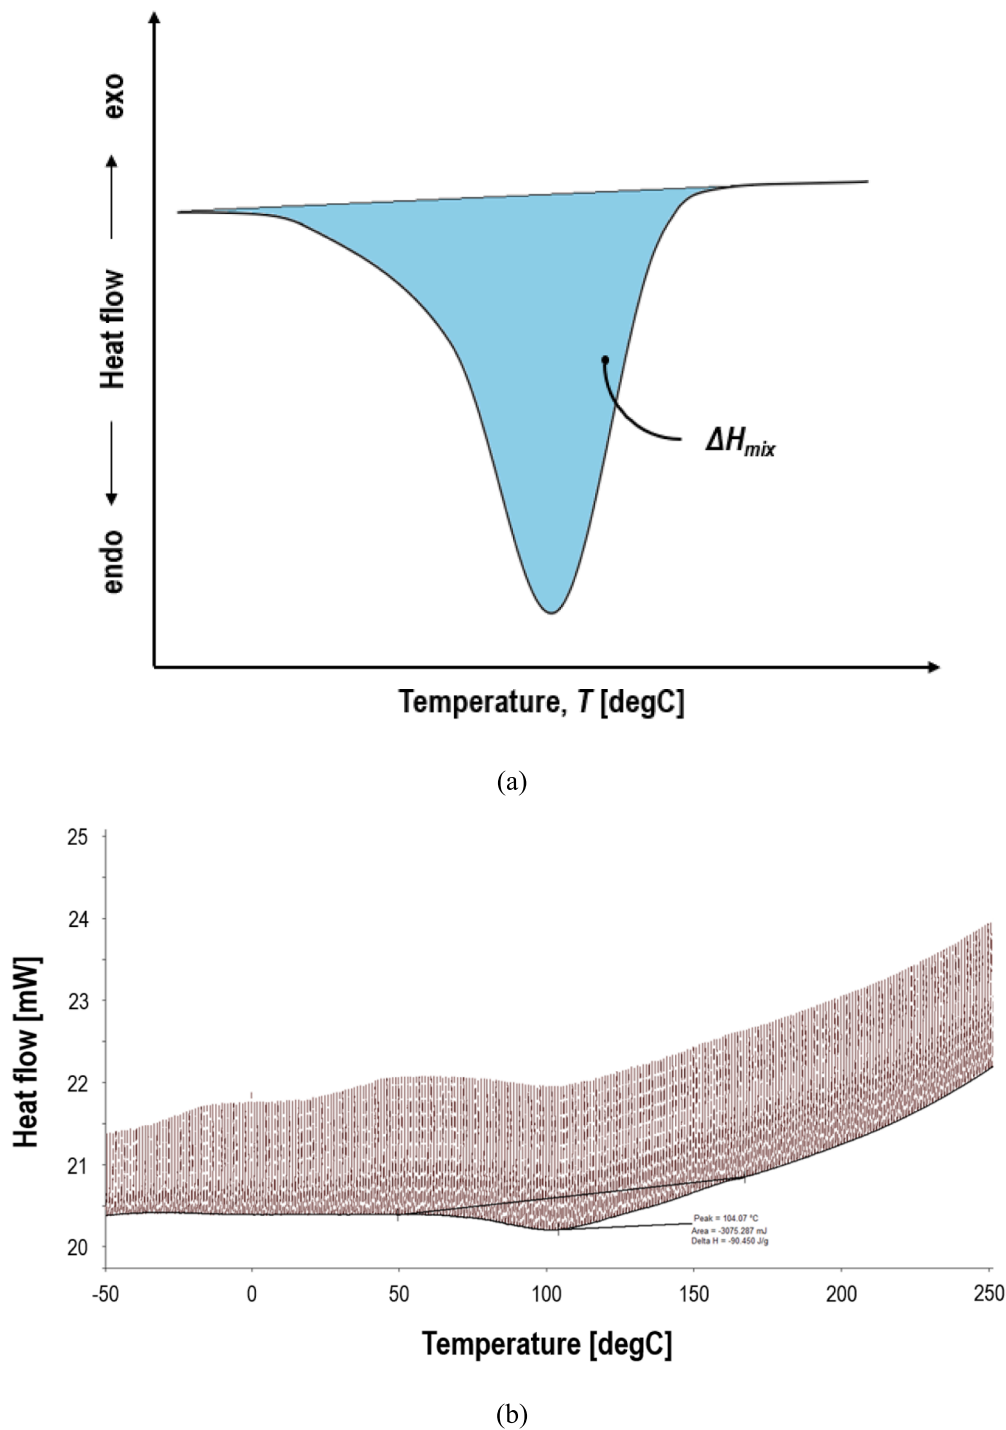 exo
Heat flow
endo
ΔHmix
Temperature, T [degC]
(a)
25
24
23
22
21
20
Heat flow [mW]
Peak = 104.07 °C
Area = -3075.287 mJ
Delta H = -90.450 J/g
-50 0 50 100 150 200 250
Temperature [degC]
(b)